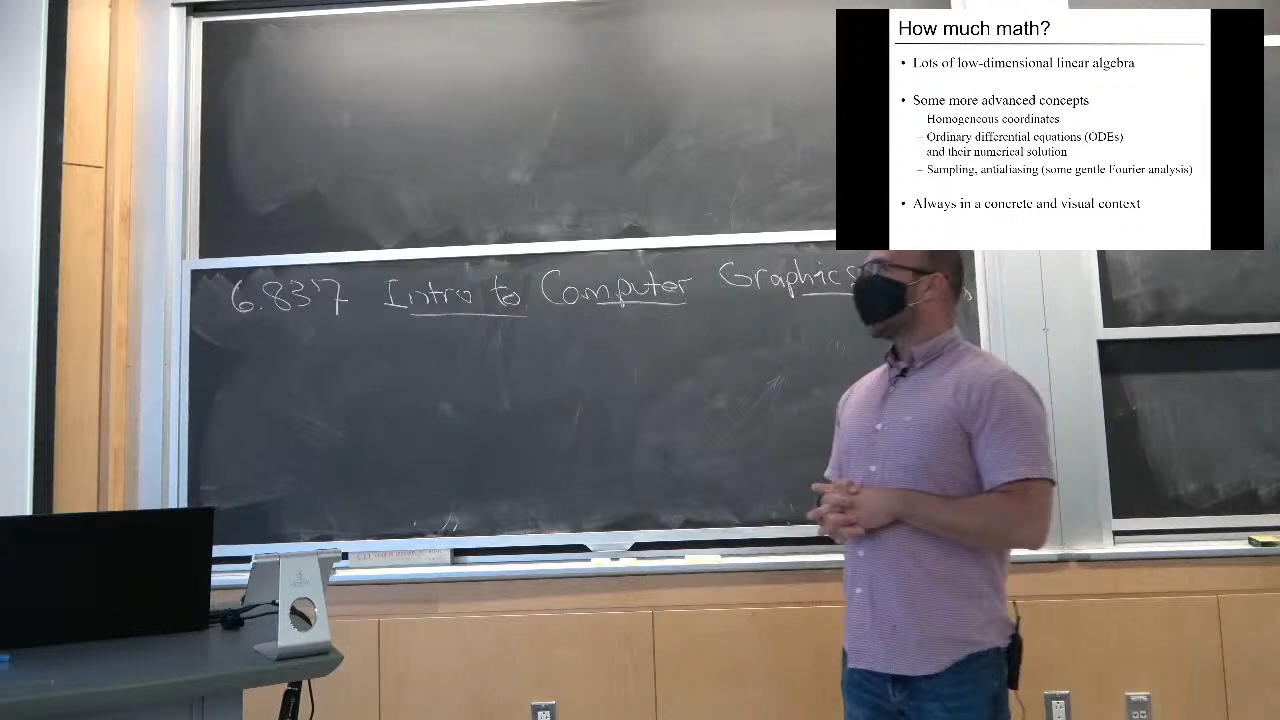 How much math?
• Lots of low-dimensional linear algebra
• Some more advanced concepts
Homogeneous coordinates
– Ordinary differential equations (ODEs)
and their numerical solution
– Sampling, antialiasing (some gentle Fourier analysis)
• Always in a concrete and visual context
6.837 Intro to Computer Graphics